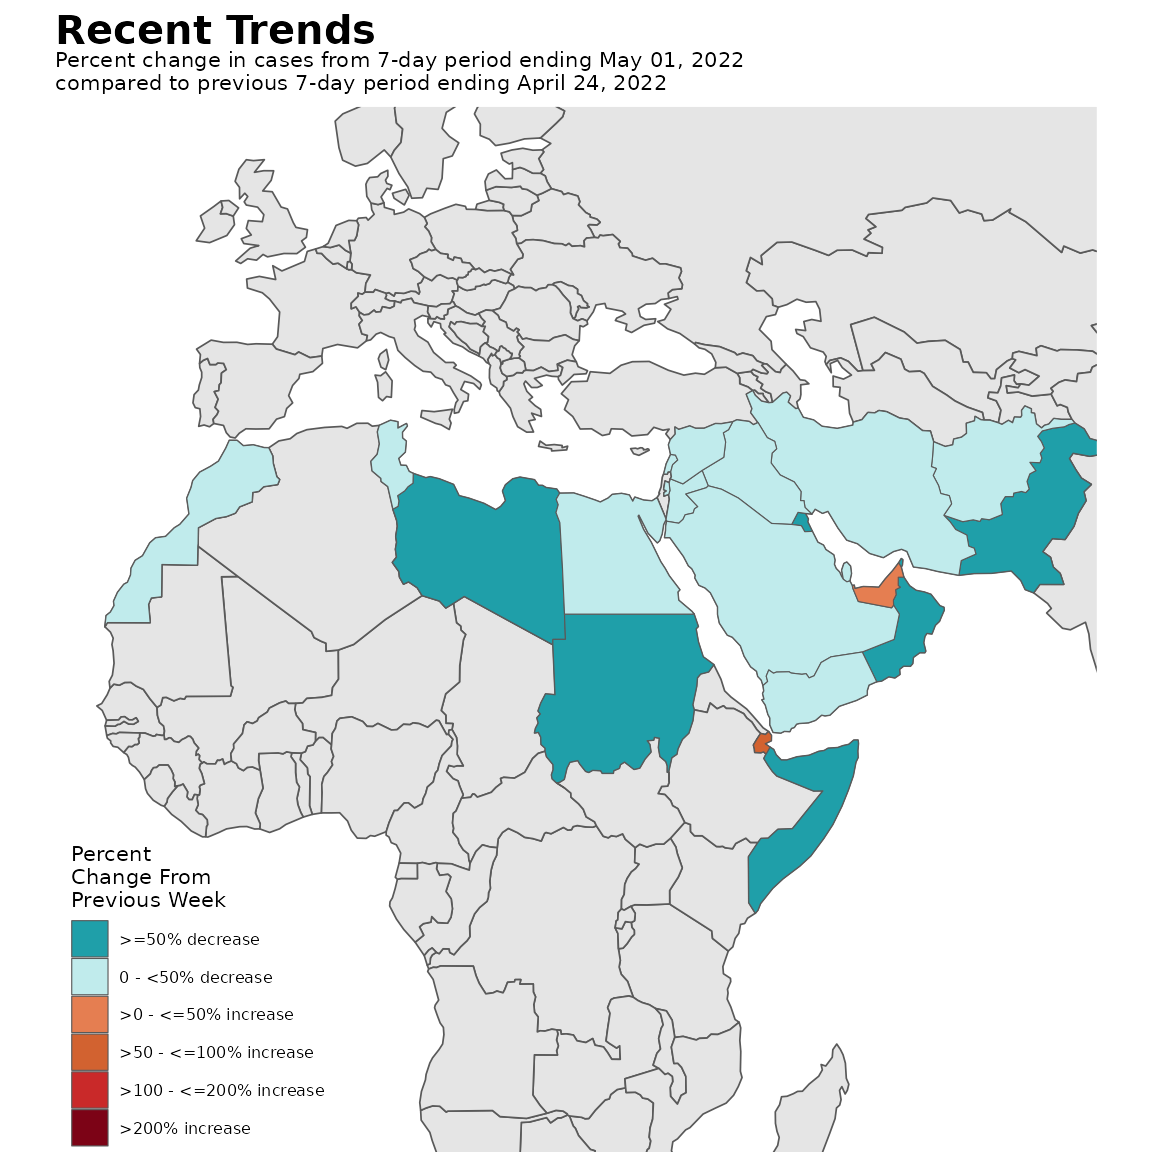 Recent Trends
Percent change in cases from 7-day period ending May 01, 2022
compared to previous 7-day period ending April 24, 2022
Percent
Change From
Previous Week
>=50% decrease
0 - <50% decrease
>0 - <=50% increase
>50 - <=100% increase
>100 - <=200% increase
>200% increase